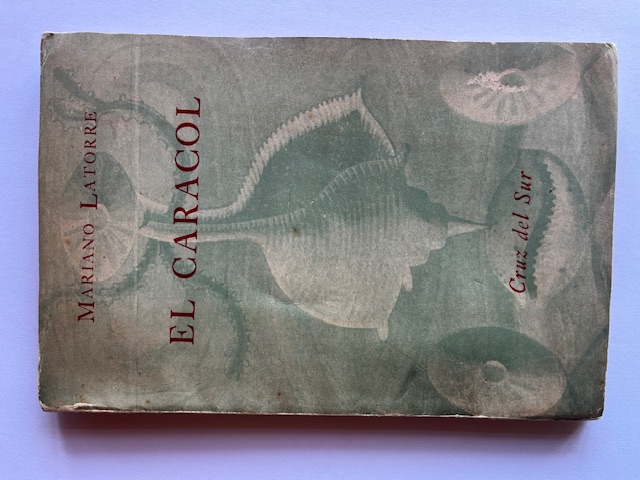 MARIANO LATORRE
EL CARACOL
Cruz del Sur